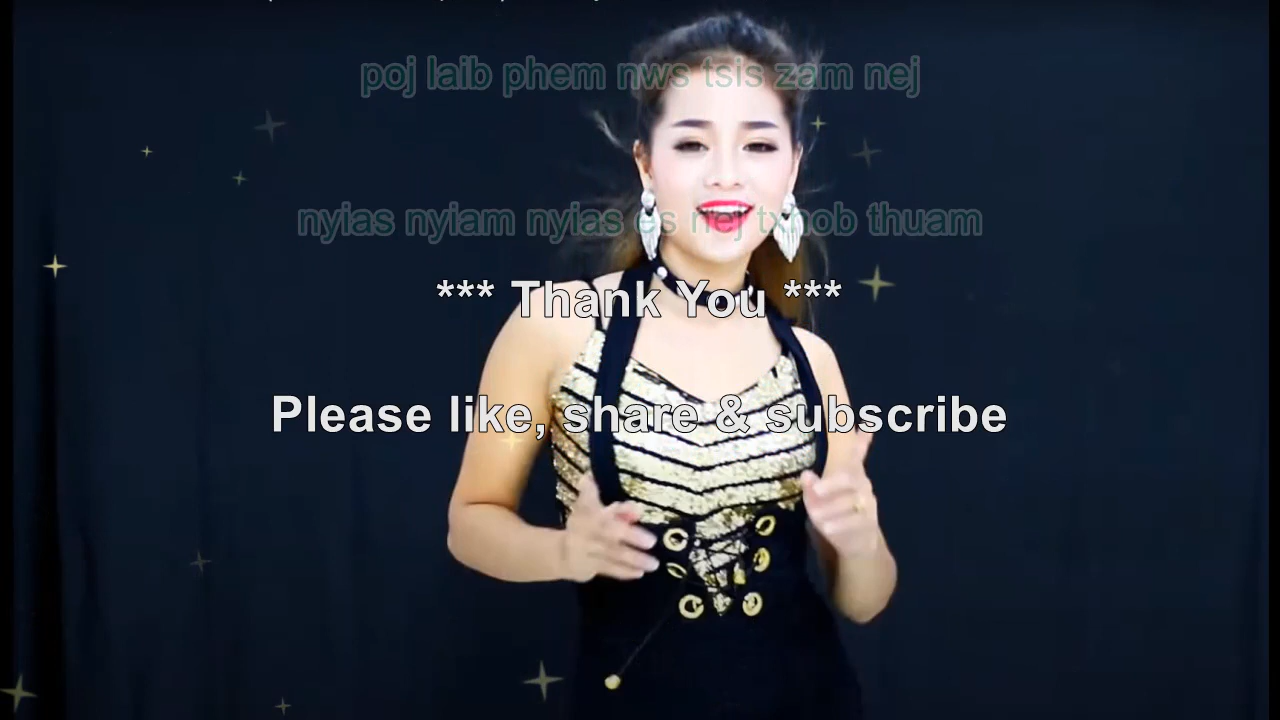 poj laib phem nws tsis zam nej
nyias nyiam nyias es nej txhob thuam
*** Thank You ***
Please like, share & subscribe